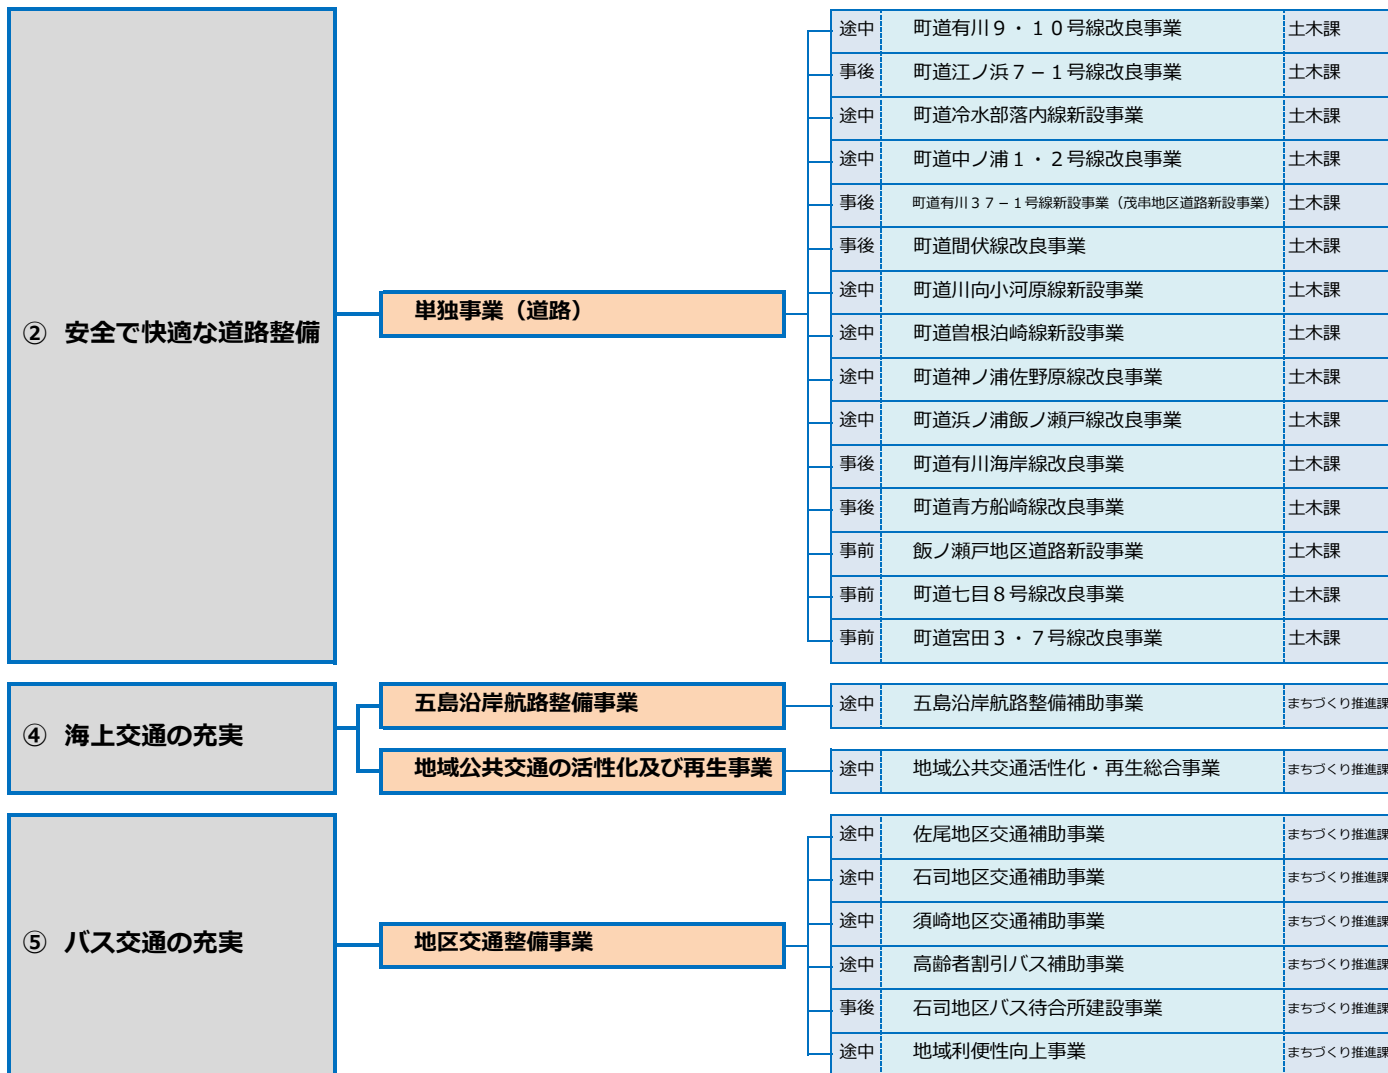 ② 安全で快適な道路整備
単独事業（道路）
途中 町道有川９・１０号線改良事業 土木課
事後 町道江ノ浜７－１号線改良事業 土木課
途中 町道冷水部落内線新設事業 土木課
途中 町道中ノ浦１・２号線改良事業 土木課
事後 町道有川３７－１号線新設事業（茂串地区道路新設事業） 土木課
事後 町道間伏線改良事業 土木課
途中 町道川向小河原線新設事業 土木課
途中 町道曽根泊崎線新設事業 土木課
途中 町道神ノ浦佐野原線改良事業 土木課
途中 町道浜ノ浦飯ノ瀬戸線改良事業 土木課
事後 町道有川海岸線改良事業 土木課
事後 町道青方船崎線改良事業 土木課
事前 飯ノ瀬戸地区道路新設事業 土木課
事前 町道七目８号線改良事業 土木課
事前 町道宮田３・７号線改良事業 土木課
④ 海上交通の充実
五島沿岸航路整備事業
途中 五島沿岸航路整備補助事業 まちづくり推進課
地域公共交通の活性化及び再生事業
途中 地域公共交通活性化・再生総合事業 まちづくり推進課
⑤ バス交通の充実
地区交通整備事業
途中 佐尾地区交通補助事業 まちづくり推進課
途中 石司地区交通補助事業 まちづくり推進課
途中 須崎地区交通補助事業 まちづくり推進課
途中 高齢者割引バス補助事業 まちづくり推進課
事後 石司地区バス待合所建設事業 まちづくり推進課
途中 地域利便性向上事業 まちづくり推進課